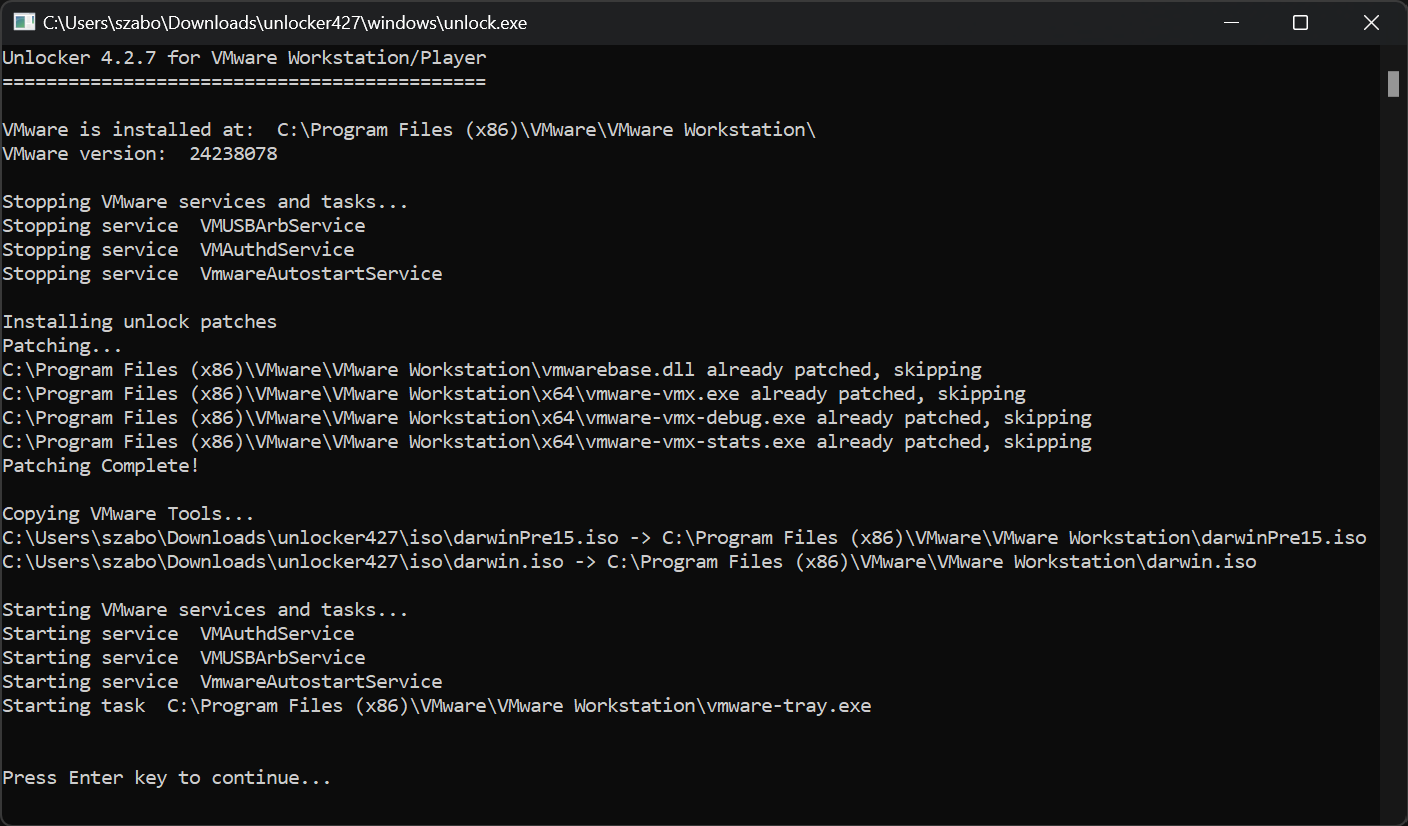 C:\Users\szabo\Downloads\unlocker427\windows\unlock.exe
Unlocker 4.2.7 for VMware Workstation/Player
============================================
VMware is installed at:  C:\Program Files (x86)\VMware\VMware Workstation\
VMware version:  24238078
Stopping VMware services and tasks...
Stopping service  VMUSBArbService
Stopping service  VMAuthdService
Stopping service  VmwareAutostartService
Installing unlock patches
Patching...
C:\Program Files (x86)\VMware\VMware Workstation\vmwarebase.dll already patched, skipping
C:\Program Files (x86)\VMware\VMware Workstation\x64\vmware-vmx.exe already patched, skipping
C:\Program Files (x86)\VMware\VMware Workstation\x64\vmware-vmx-debug.exe already patched, skipping
C:\Program Files (x86)\VMware\VMware Workstation\x64\vmware-vmx-stats.exe already patched, skipping
Patching Complete!
Copying VMware Tools...
C:\Users\szabo\Downloads\unlocker427\iso\darwinPre15.iso -> C:\Program Files (x86)\VMware\VMware Workstation\darwinPre15.iso
C:\Users\szabo\Downloads\unlocker427\iso\darwin.iso -> C:\Program Files (x86)\VMware\VMware Workstation\darwin.iso
Starting VMware services and tasks...
Starting service  VMAuthdService
Starting service  VMUSBArbService
Starting service  VmwareAutostartService
Starting task  C:\Program Files (x86)\VMware\VMware Workstation\vmware-tray.exe
Press Enter key to continue...